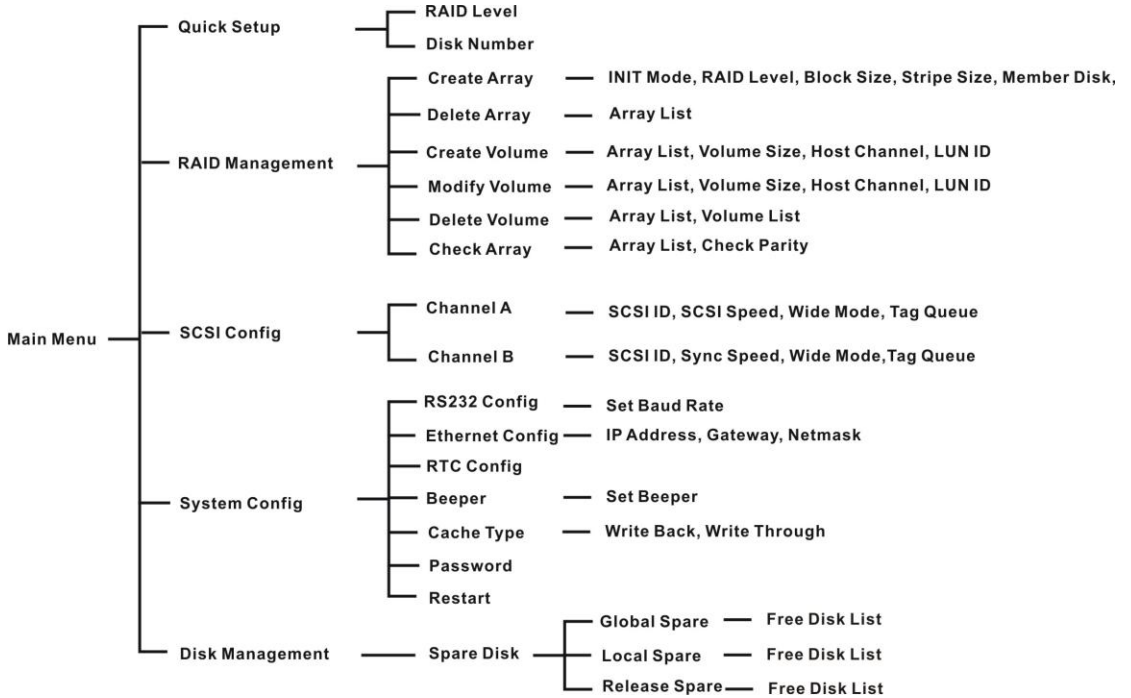 Main Menu
Quick Setup
RAID Level
Disk Number
RAID Management
Create Array
INIT Mode, RAID Level, Block Size, Stripe Size, Member Disk,
Delete Array
Array List
Create Volume
Array List, Volume Size, Host Channel, LUN ID
Modify Volume
Array List, Volume Size, Host Channel, LUN ID
Delete Volume
Array List, Volume List
Check Array
Array List, Check Parity
SCSI Config
Channel A
SCSI ID, SCSI Speed, Wide Mode, Tag Queue
Channel B
SCSI ID, Sync Speed, Wide Mode,Tag Queue
System Config
RS232 Config
Set Baud Rate
Ethernet Config
IP Address, Gateway, Netmask
RTC Config
Beeper
Set Beeper
Cache Type
Write Back, Write Through
Password
Restart
Disk Management
Spare Disk
Global Spare
Free Disk List
Local Spare
Free Disk List
Release Spare
Free Disk List